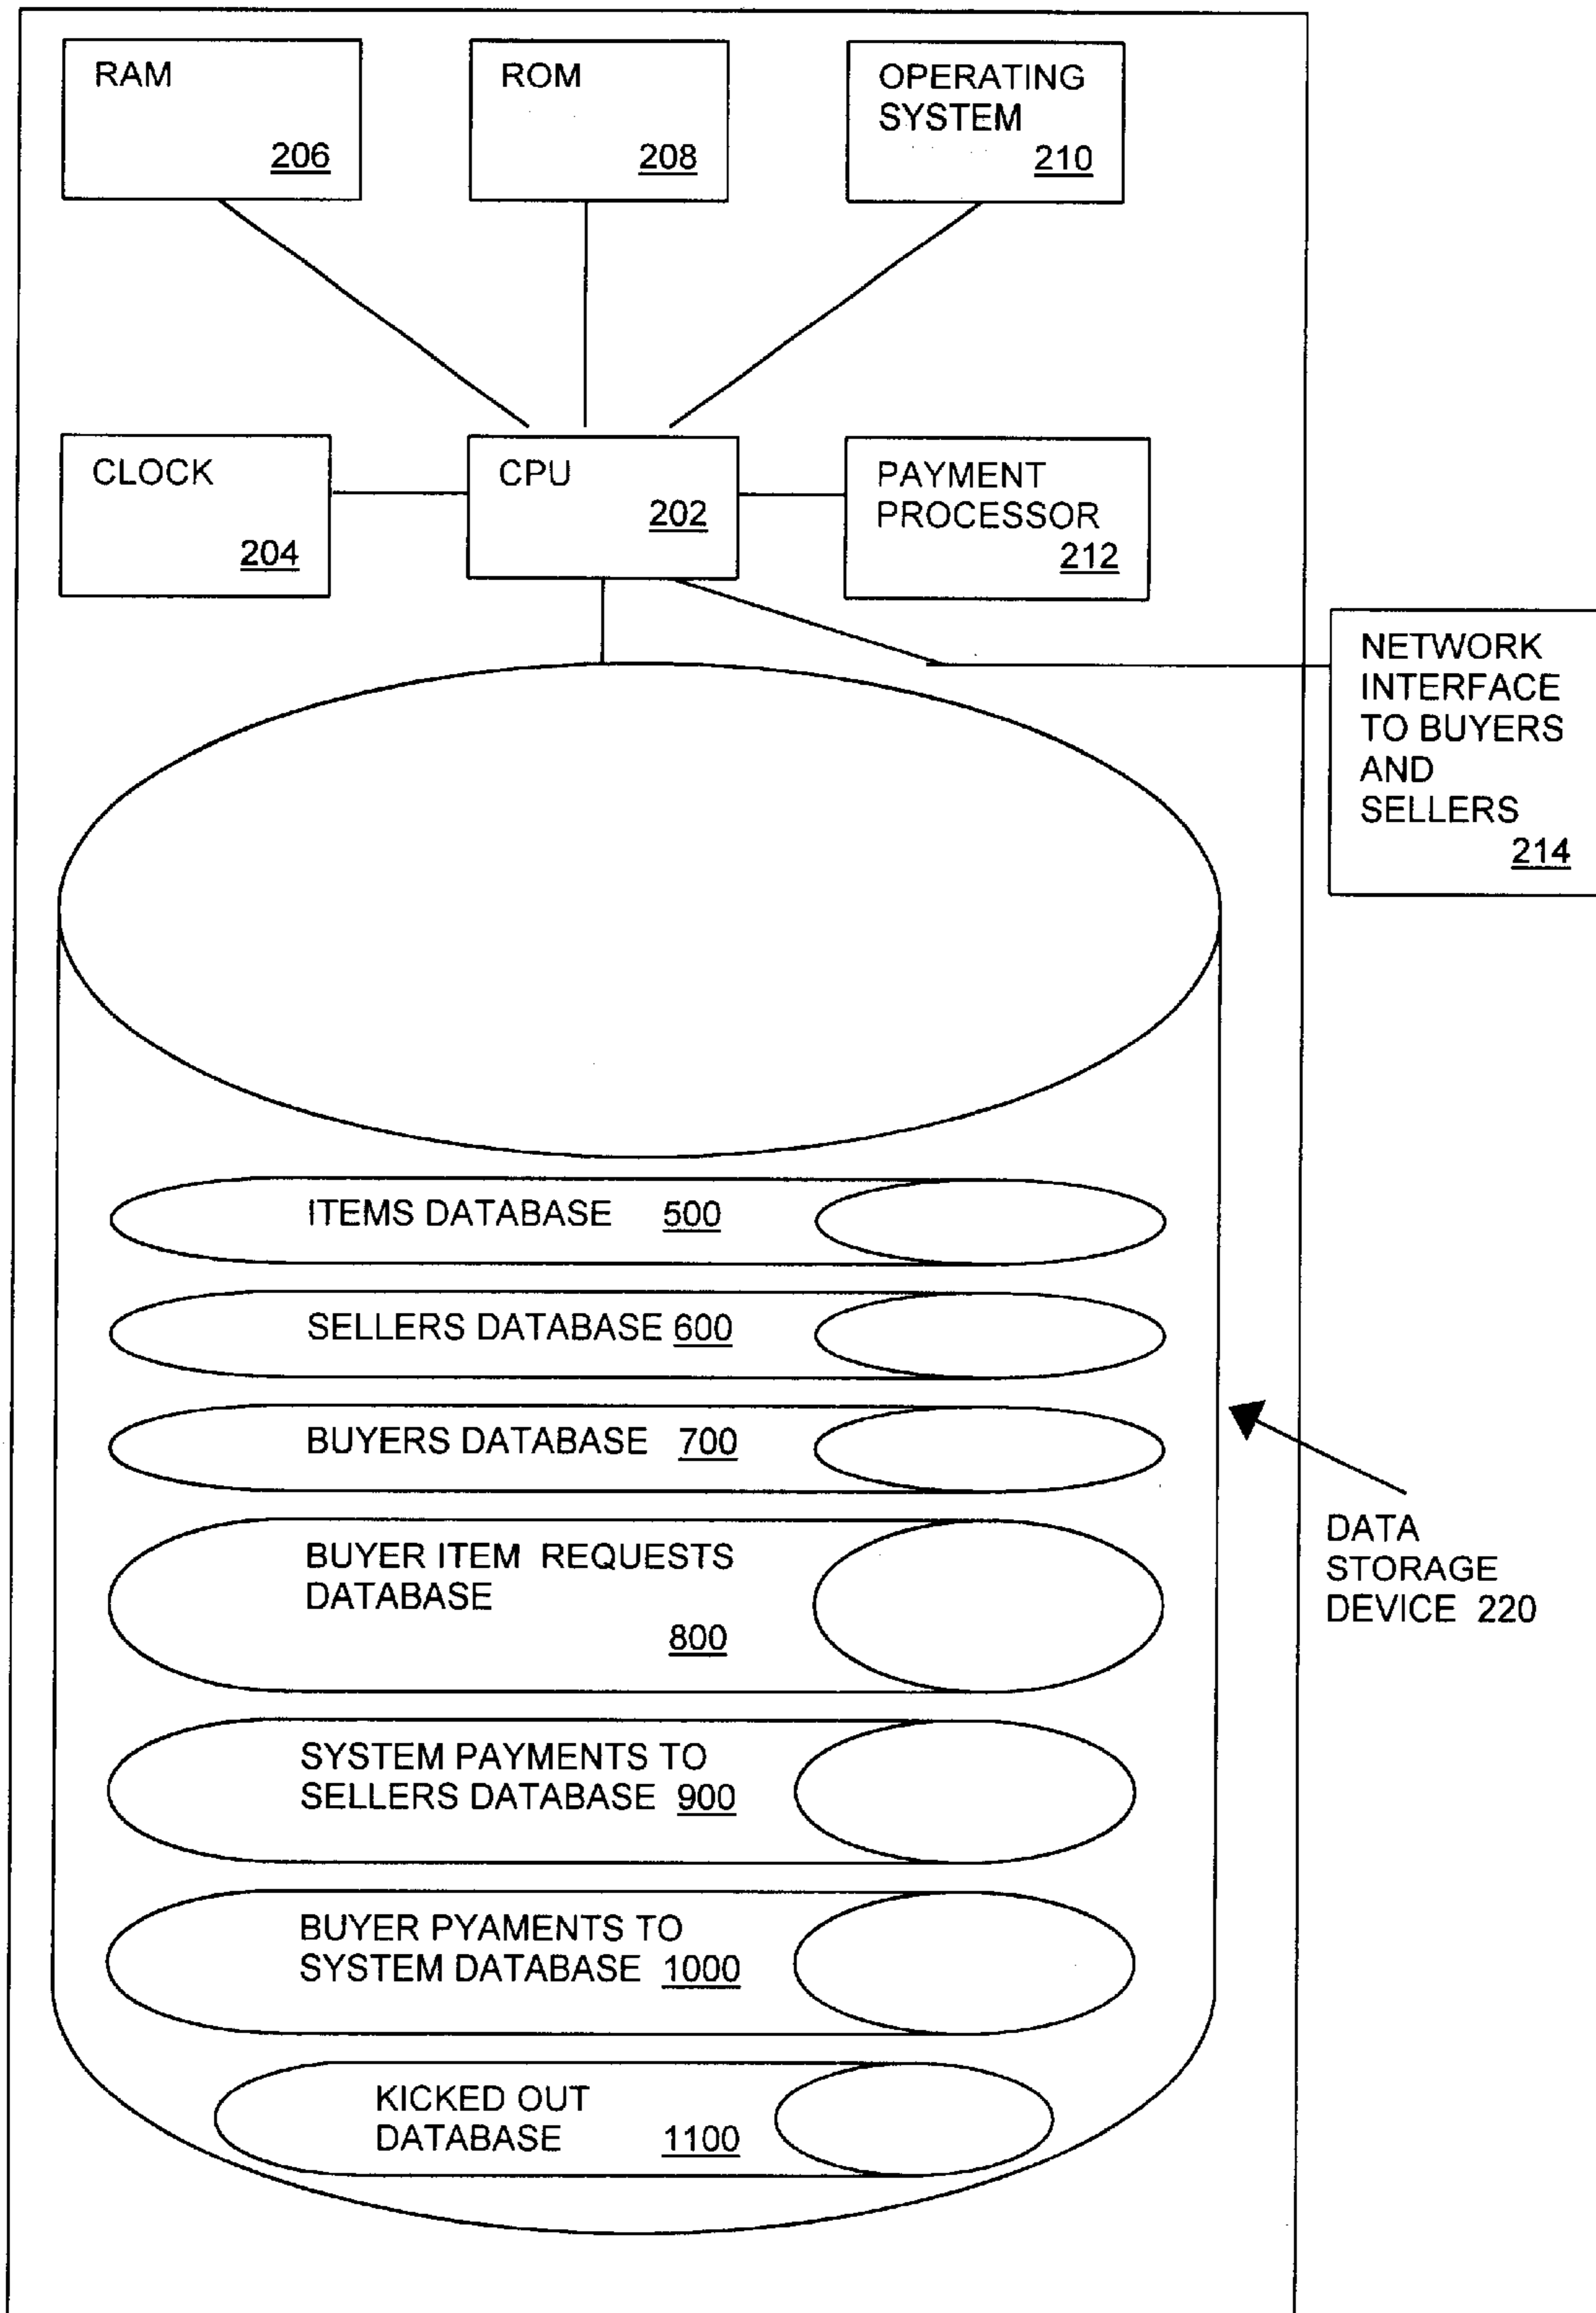 RAM
206
ROM
208
OPERATING
SYSTEM
210
CLOCK
204
CPU
202
PAYMENT
PROCESSOR
212
NETWORK
INTERFACE
TO BUYERS
AND
SELLERS
214
ITEMS DATABASE 500
SELLERS DATABASE 600
BUYERS DATABASE 700
BUYER ITEM REQUESTS
DATABASE
800
SYSTEM PAYMENTS TO
SELLERS DATABASE 900
BUYER PYAMENTS TO
SYSTEM DATABASE 1000
KICKED OUT
DATABASE 1100
DATA
STORAGE
DEVICE 220